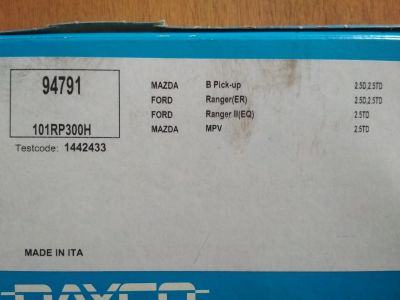 94791
101RP300H
Testcode: 1442433
MAZDA B Pick-up 2.5D,2.5TD
FORD Ranger(ER) 2.5D,2.5TD
FORD Ranger II(EQ) 2.5TD
MAZDA MPV 2.5TD
MADE IN ITA
DAYCO